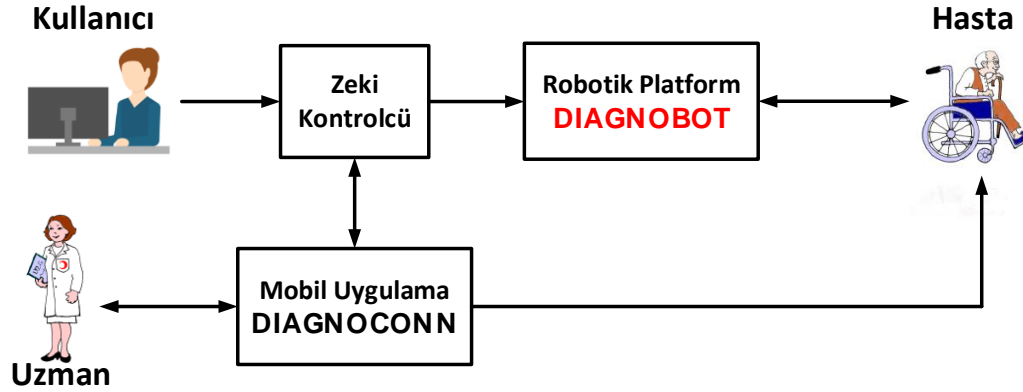 Kullanıcı
Hasta
Zeki
Kontrolcü
Robotik Platform
DIAGNOBOT
Mobil Uygulama
DIAGNOCONN
Uzman